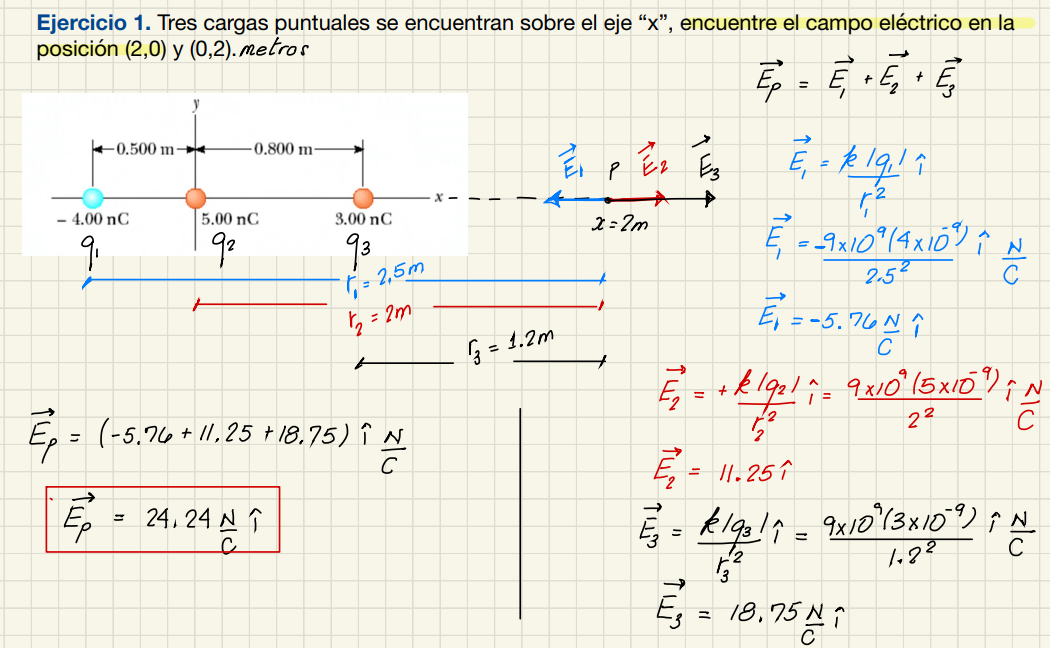 Ejercicio 1. Tres cargas puntuales se encuentran sobre el eje “x”, encuentre el campo eléctrico en la
posición (2,0) y (0,2). metros
E⃗p = E⃗₁ + E⃗₂ + E⃗₃
y
0.500 m
0.800 m
x
− 4.00 nC
5.00 nC
3.00 nC
q₁
q₂
q₃
E⃗₁
P
E⃗₂
E⃗₃
x = 2m
r₁ = 2,5m
r₂ = 2m
r₃ = 1.2m
E⃗₁ = k|q₁| / r₁² î
E⃗₁ = -9x10⁹(4x10⁻⁹) / 2.5² î N/C
E⃗₁ = -5.76 N/C î
E⃗₂ = + k|q₂| / r₂² î = 9x10⁹(5x10⁻⁹) / 2² î N/C
E⃗₂ = 11.25 î
E⃗₃ = k|q₃| / r₃² î = 9x10⁹(3x10⁻⁹) / 1.2² î N/C
E⃗₃ = 18.75 N/C î
E⃗p = (-5.76 + 11.25 + 18.75) î N/C
E⃗p = 24.24 N/C î